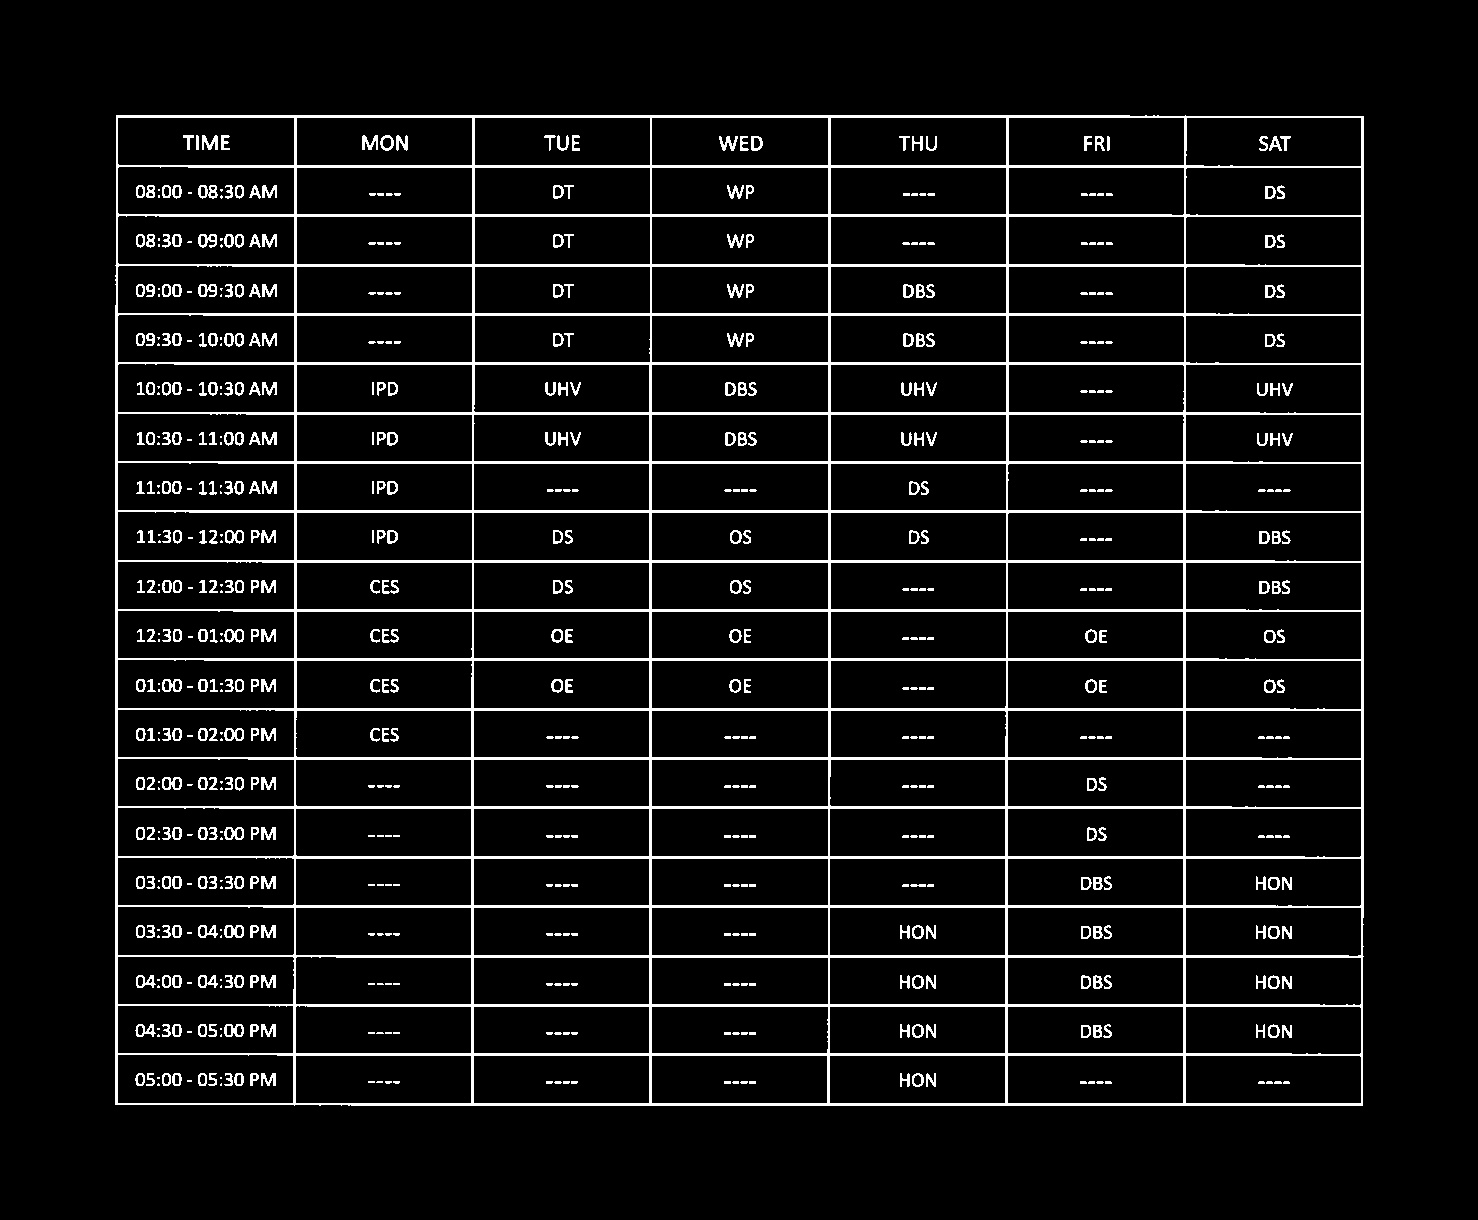 TIME MON TUE WED THU FRI SAT
08:00 - 08:30 AM ---- DT WP ---- ---- DS
08:30 - 09:00 AM ---- DT WP ---- ---- DS
09:00 - 09:30 AM ---- DT WP DBS ---- DS
09:30 - 10:00 AM ---- DT WP DBS ---- DS
10:00 - 10:30 AM IPD UHV DBS UHV ---- UHV
10:30 - 11:00 AM IPD UHV DBS UHV ---- UHV
11:00 - 11:30 AM IPD ---- ---- DS ---- ----
11:30 - 12:00 PM IPD DS OS DS ---- DBS
12:00 - 12:30 PM CES DS OS ---- ---- DBS
12:30 - 01:00 PM CES OE OE ---- OE OS
01:00 - 01:30 PM CES OE OE ---- OE OS
01:30 - 02:00 PM CES ---- ---- ---- ---- ----
02:00 - 02:30 PM ---- ---- ---- ---- DS ----
02:30 - 03:00 PM ---- ---- ---- ---- DS ----
03:00 - 03:30 PM ---- ---- ---- ---- DBS HON
03:30 - 04:00 PM ---- ---- ---- HON DBS HON
04:00 - 04:30 PM ---- ---- ---- HON DBS HON
04:30 - 05:00 PM ---- ---- ---- HON DBS HON
05:00 - 05:30 PM ---- ---- ---- HON ---- ----